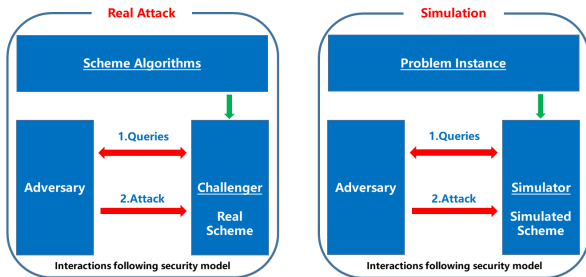 Real Attack
Scheme Algorithms
1.Queries
Adversary
Challenger
2.Attack
Real
Scheme
Interactions following security model
Simulation
Problem Instance
1.Queries
Adversary
Simulator
2.Attack
Simulated
Scheme
Interactions following security model